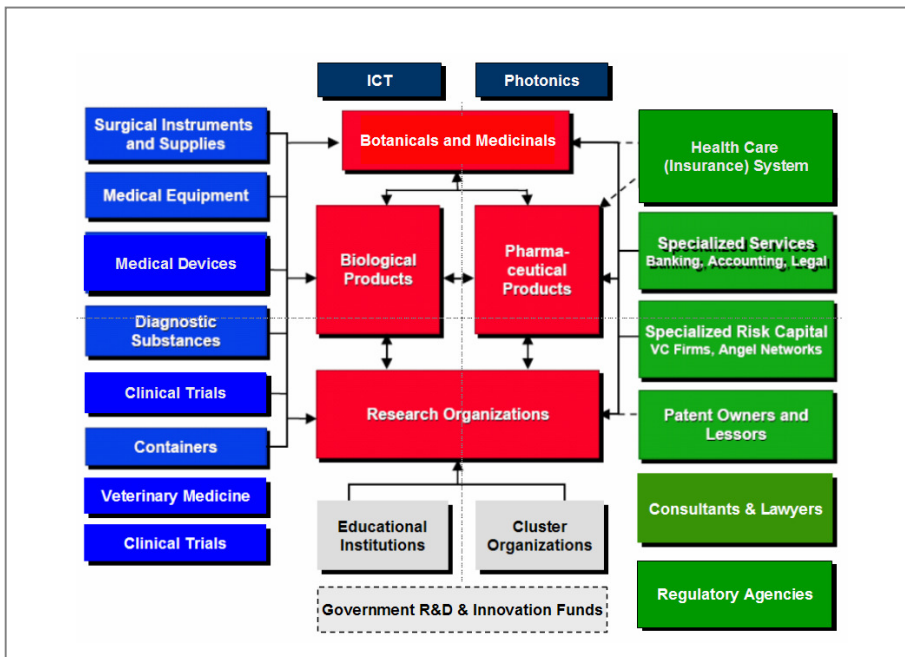 ICT
Photonics
Surgical Instruments
and Supplies
Medical Equipment
Medical Devices
Diagnostic
Substances
Clinical Trials
Containers
Veterinary Medicine
Clinical Trials
Botanicals and Medicinals
Biological
Products
Pharma-
ceutical
Products
Research Organizations
Educational
Institutions
Cluster
Organizations
Government R&D & Innovation Funds
Health Care
(Insurance) System
Specialized Services
Banking, Accounting, Legal
Specialized Risk Capital
VC Firms, Angel Networks
Patent Owners and
Lessors
Consultants & Lawyers
Regulatory Agencies